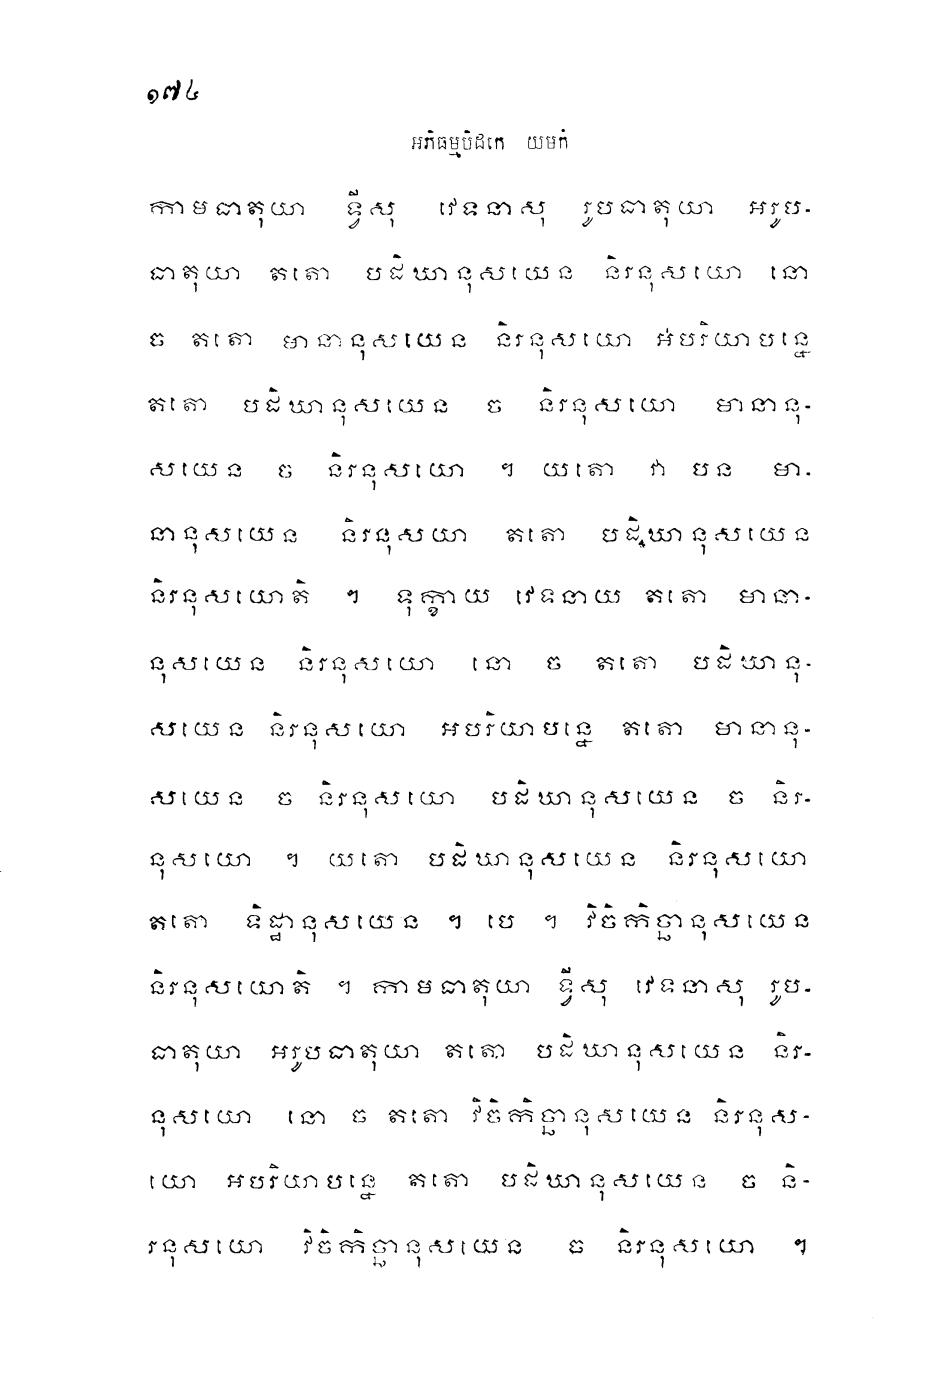 ១៧៤
អភិធម្មបិដកេ យមកំ
កាមធាតុយា ទ្វីសុ វេទនាសុ រូបធាតុយា អរូប-
ធាតុយា តតោ បដិឃានុសយេន និរនុសយោ នោ
ច តតោ មានានុសយេន និរនុសយោ អបរិយាបន្នេ
តតោ បដិឃានុសយេន ច និរនុសយោ មានានុ-
សយេន ច និរនុសយោ ។ យតោ វា បន មា-
នានុសយេន និរនុសយា តតោ បដិឃានុសយេន
និរនុសយោតិ ។ ទុក្ខាយ វេទនាយ តតោ មានា-
នុសយេន និរនុសយោ នោ ច តតោ បដិឃានុ-
សយេន និរនុសយោ អបរិយាបន្នេ តតោ មានានុ-
សយេន ច និរនុសយោ បដិឃានុសយេន ច និរ-
នុសយោ ។ យតោ បដិឃានុសយេន និរនុសយោ
តតោ ទិដ្ឋានុសយេន ។ បេ ។ វិចិកិច្ឆានុសយេន
និរនុសយោតិ ។ កាមធាតុយា ទ្វីសុ វេទនាសុ រូប-
ធាតុយា អរូបធាតុយា តតោ បដិឃានុសយេន និរ-
នុសយោ នោ ច តតោ វិចិកិច្ឆានុសយេន និរនុស-
យោ អបរិយាបន្នេ តតោ បដិឃានុសយេន ច និ-
រនុសយោ វិចិកិច្ឆានុសយេន ច និរនុសយោ ។